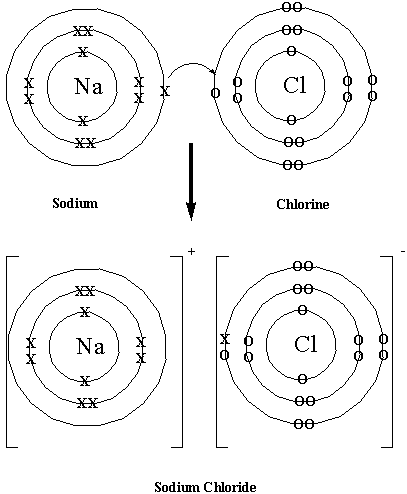 Na
Cl
Sodium
Chlorine
+
-
Na
Cl
Sodium Chloride